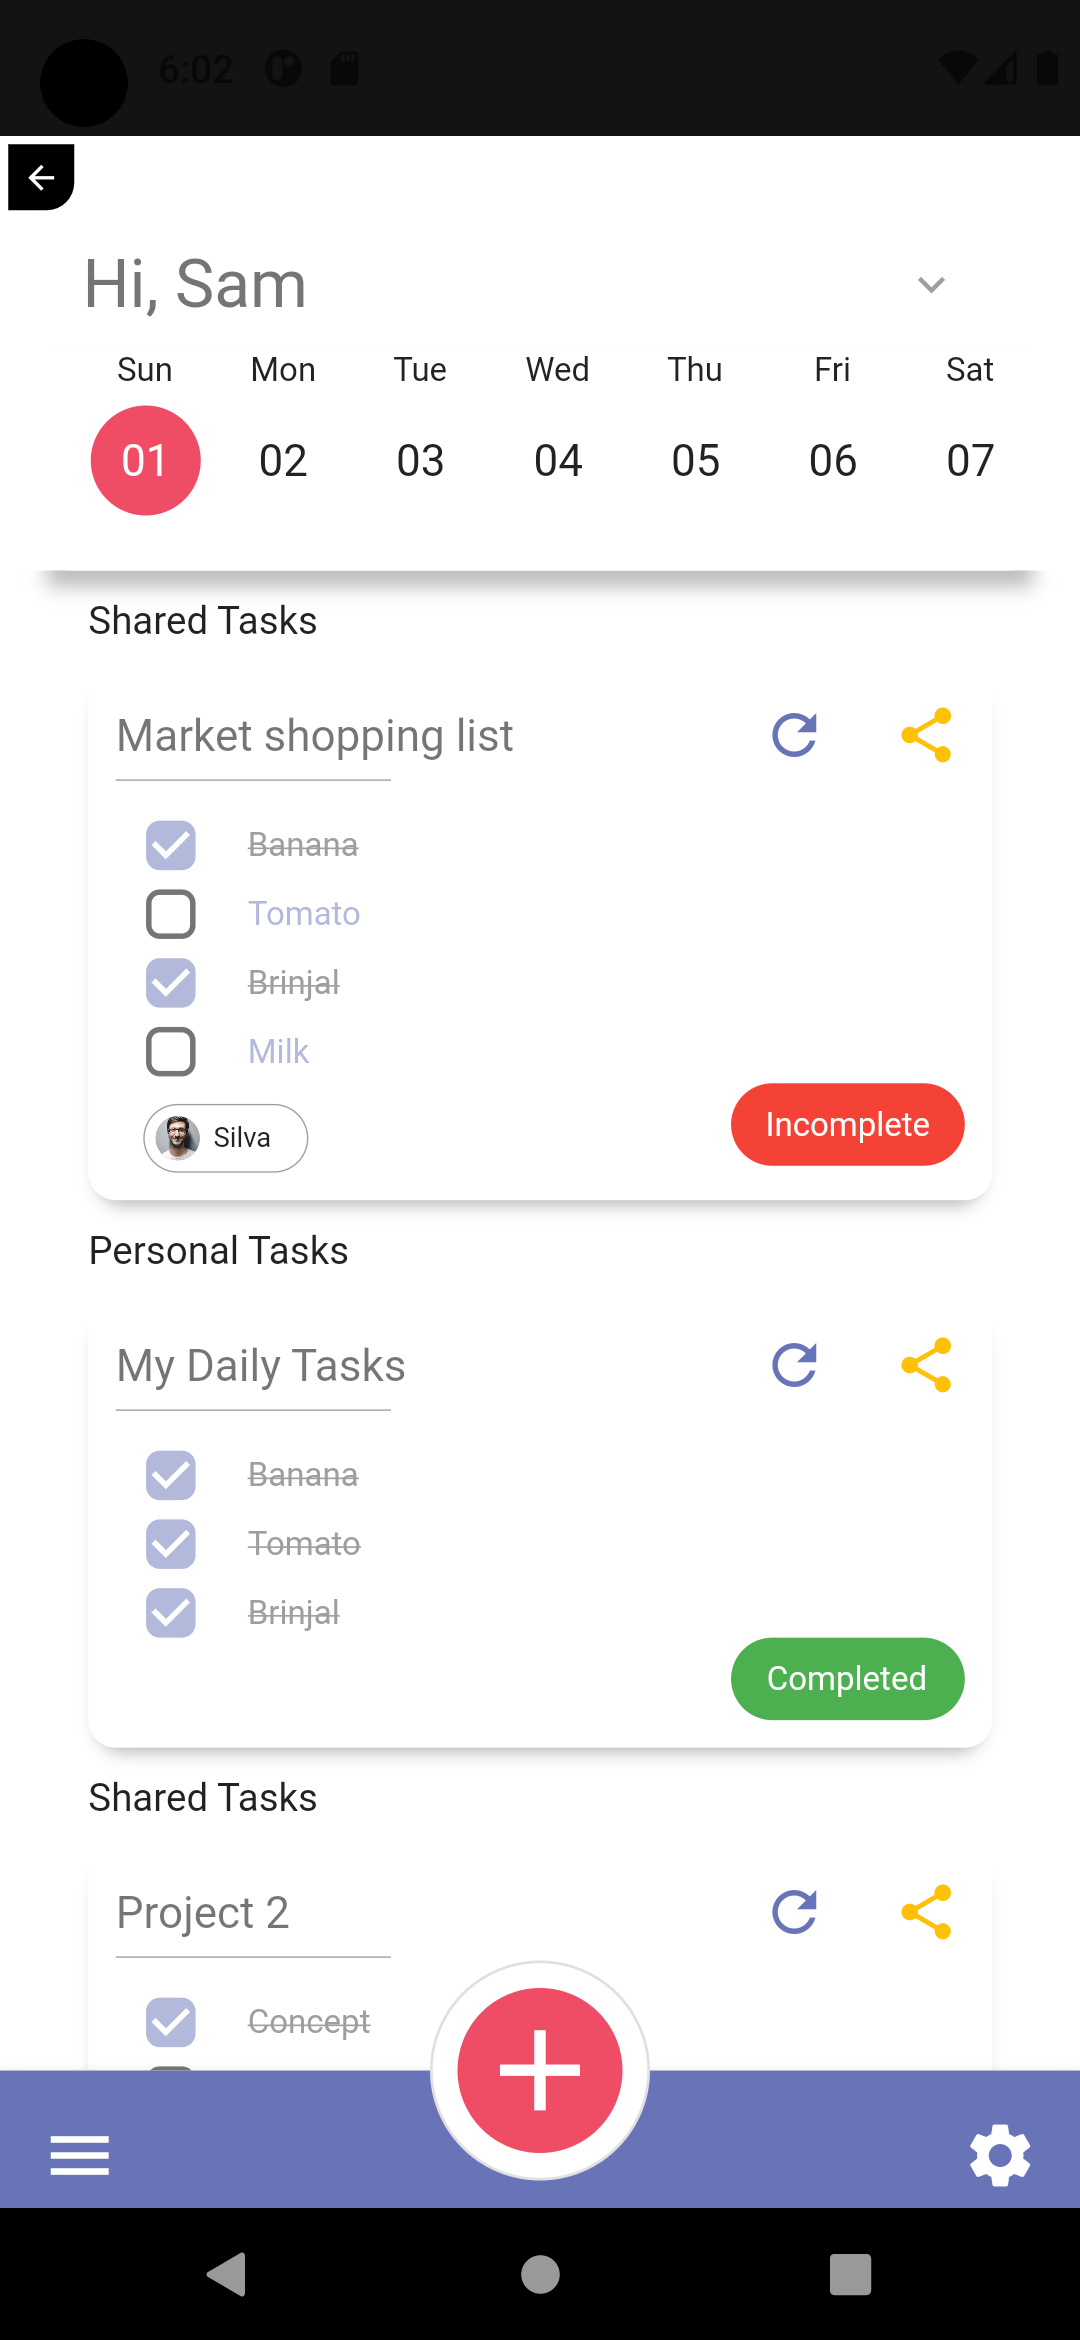 6:02
Hi, Sam
Sun Mon Tue Wed Thu Fri Sat
01 02 03 04 05 06 07
Shared Tasks
Market shopping list
Banana
Tomato
Brinjal
Milk
Silva
Incomplete
Personal Tasks
My Daily Tasks
Banana
Tomato
Brinjal
Completed
Shared Tasks
Project 2
Concept